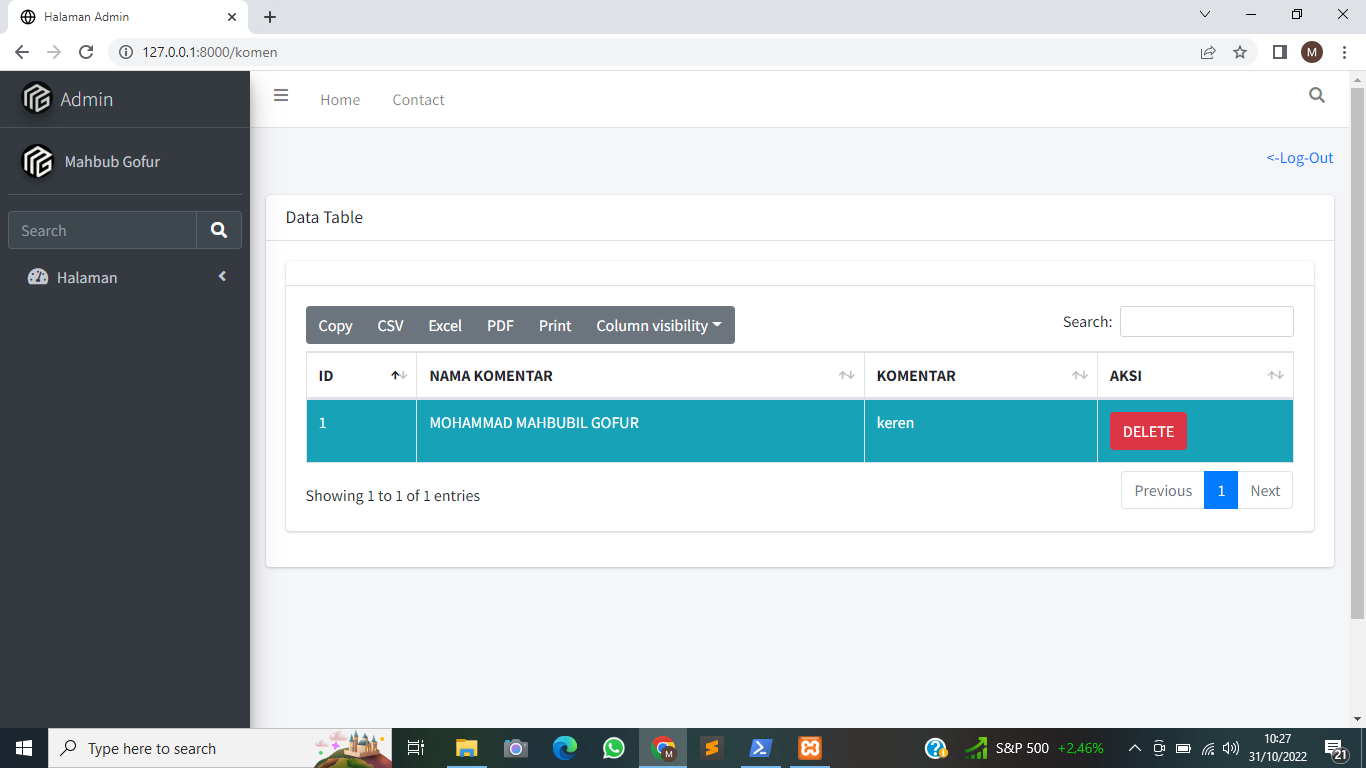 Halaman Admin
127.0.0.1:8000/komen
M
Admin
Home Contact
Mahbub Gofur
<-Log-Out
Search
Halaman
Data Table
Copy CSV Excel PDF Print Column visibility
Search:
ID NAMA KOMENTAR KOMENTAR AKSI
1 MOHAMMAD MAHBUBIL GOFUR keren DELETE
Showing 1 to 1 of 1 entries
Previous 1 Next
Type here to search
M
S&P 500 +2,46%
10:27
31/10/2022
21